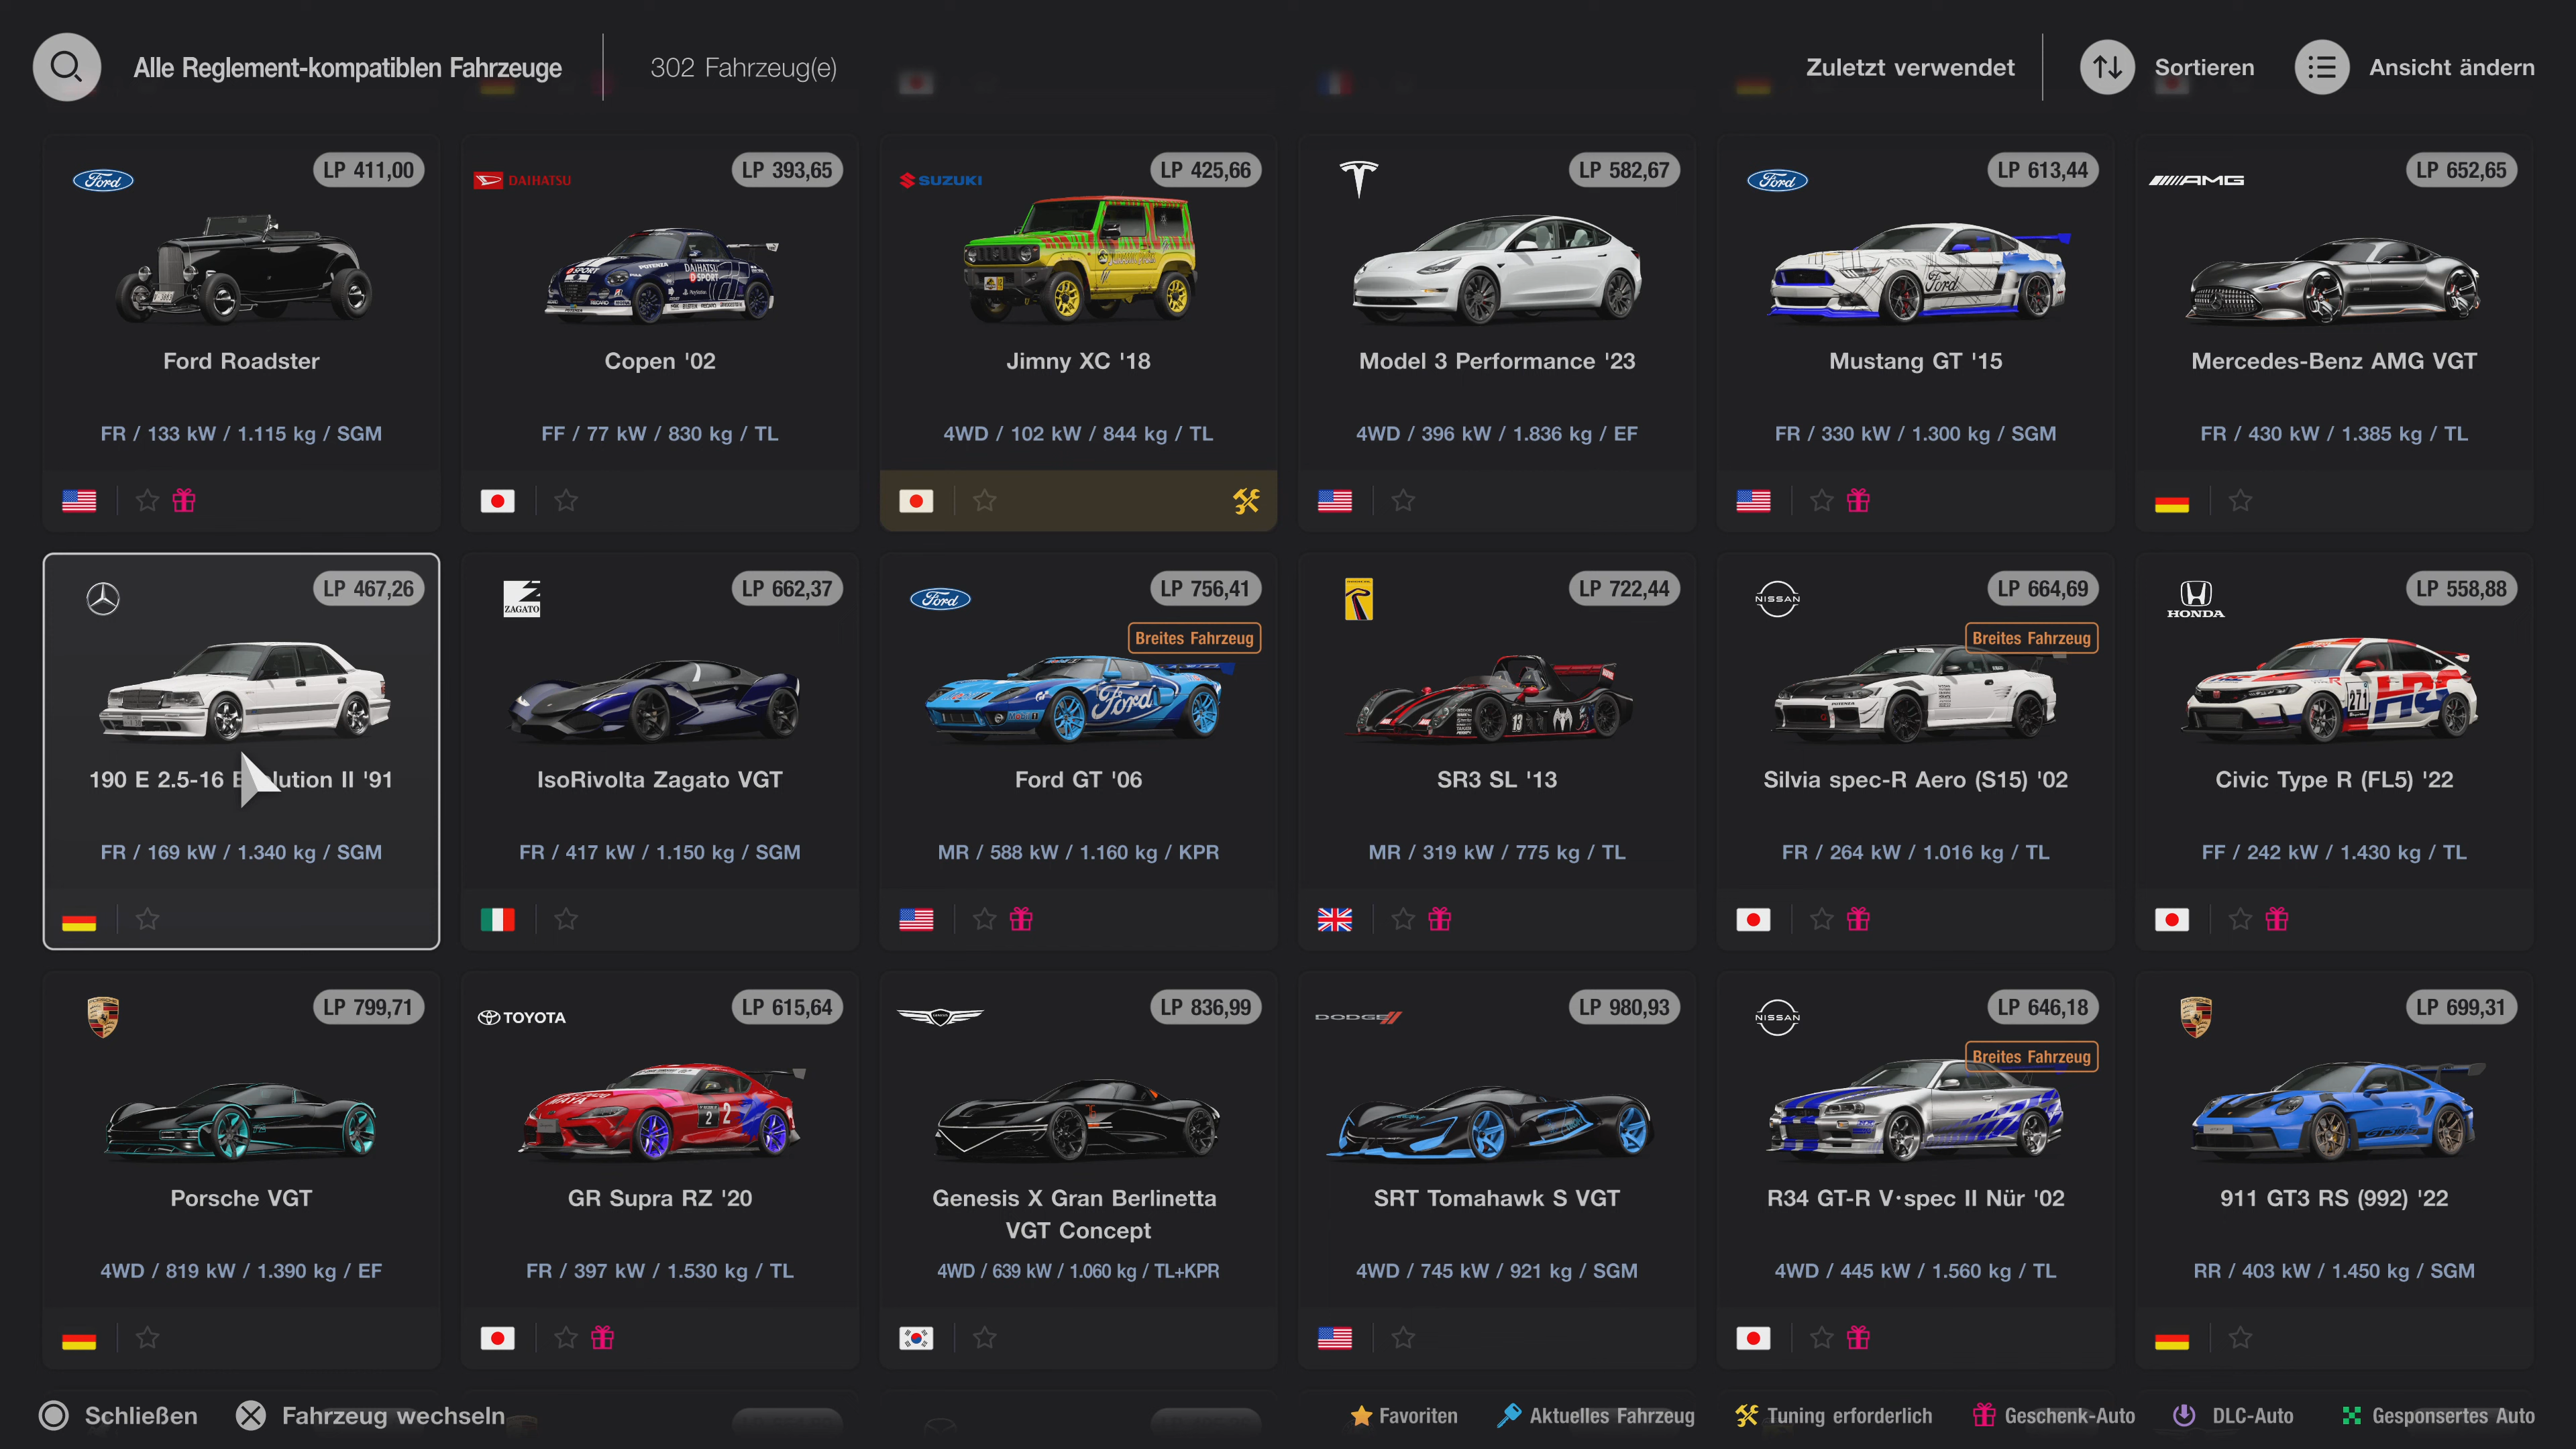 Alle Reglement-kompatiblen Fahrzeuge
302 Fahrzeug(e)
Zuletzt verwendet
Sortieren
Ansicht ändern
Ford
LP 411,00
Ford Roadster
FR / 133 kW / 1.115 kg / SGM
DAIHATSU
LP 393,65
Copen '02
FF / 77 kW / 830 kg / TL
SUZUKI
LP 425,66
Jimny XC '18
4WD / 102 kW / 844 kg / TL
LP 582,67
Model 3 Performance '23
4WD / 396 kW / 1.836 kg / EF
Ford
LP 613,44
Ford
Mustang GT '15
FR / 330 kW / 1.300 kg / SGM
AMG
LP 652,65
Mercedes-Benz AMG VGT
FR / 430 kW / 1.385 kg / TL
LP 467,26
190 E 2.5-16 E lution II '91
FR / 169 kW / 1.340 kg / SGM
ZAGATO
LP 662,37
IsoRivolta Zagato VGT
FR / 417 kW / 1.150 kg / SGM
Ford
LP 756,41
Breites Fahrzeug
Ford
Ford GT '06
MR / 588 kW / 1.160 kg / KPR
LP 722,44
13
SR3 SL '13
MR / 319 kW / 775 kg / TL
NISSAN
LP 664,69
Breites Fahrzeug
Silvia spec-R Aero (S15) '02
FR / 264 kW / 1.016 kg / TL
HONDA
LP 558,88
271
HRC
Civic Type R (FL5) '22
FF / 242 kW / 1.430 kg / TL
LP 799,71
Porsche VGT
4WD / 819 kW / 1.390 kg / EF
TOYOTA
LP 615,64
2
2
GR Supra RZ '20
FR / 397 kW / 1.530 kg / TL
LP 836,99
Genesis X Gran Berlinetta
VGT Concept
4WD / 639 kW / 1.060 kg / TL+KPR
DODGE
LP 980,93
SRT Tomahawk S VGT
4WD / 745 kW / 921 kg / SGM
NISSAN
LP 646,18
Breites Fahrzeug
R34 GT-R V·spec II Nür '02
4WD / 445 kW / 1.560 kg / TL
LP 699,31
911 GT3 RS (992) '22
RR / 403 kW / 1.450 kg / SGM
Schließen
Fahrzeug wechseln
Favoriten
Aktuelles Fahrzeug
Tuning erforderlich
Geschenk-Auto
DLC-Auto
Gesponsertes Auto